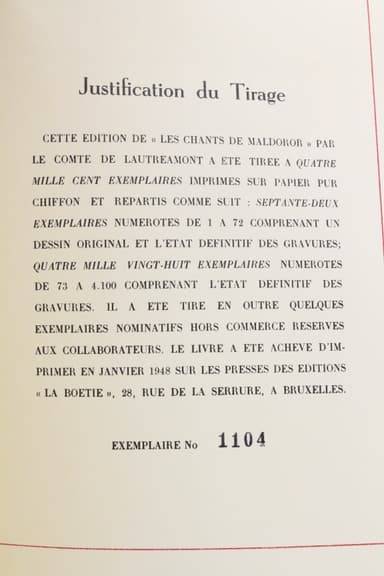 Justification du Tirage
CETTE EDITION DE « LES CHANTS DE MALDOROR » PAR
LE COMTE DE LAUTREAMONT A ETE TIREE A QUATRE
MILLE CENT EXEMPLAIRES IMPRIMES SUR PAPIER PUR
CHIFFON ET REPARTIS COMME SUIT : SEPTANTE-DEUX
EXEMPLAIRES NUMEROTES DE 1 A 72 COMPRENANT UN
DESSIN ORIGINAL ET L'ETAT DEFINITIF DES GRAVURES;
QUATRE MILLE VINGT-HUIT EXEMPLAIRES NUMEROTES
DE 73 A 4.100 COMPRENANT L'ETAT DEFINITIF DES
GRAVURES. IL A ETE TIRE EN OUTRE QUELQUES
EXEMPLAIRES NOMINATIFS HORS COMMERCE RESERVES
AUX COLLABORATEURS. LE LIVRE A ETE ACHEVE D'IM-
PRIMER EN JANVIER 1948 SUR LES PRESSES DES EDITIONS
« LA BOETIE », 28, RUE DE LA SERRURE, A BRUXELLES.
EXEMPLAIRE No 1104